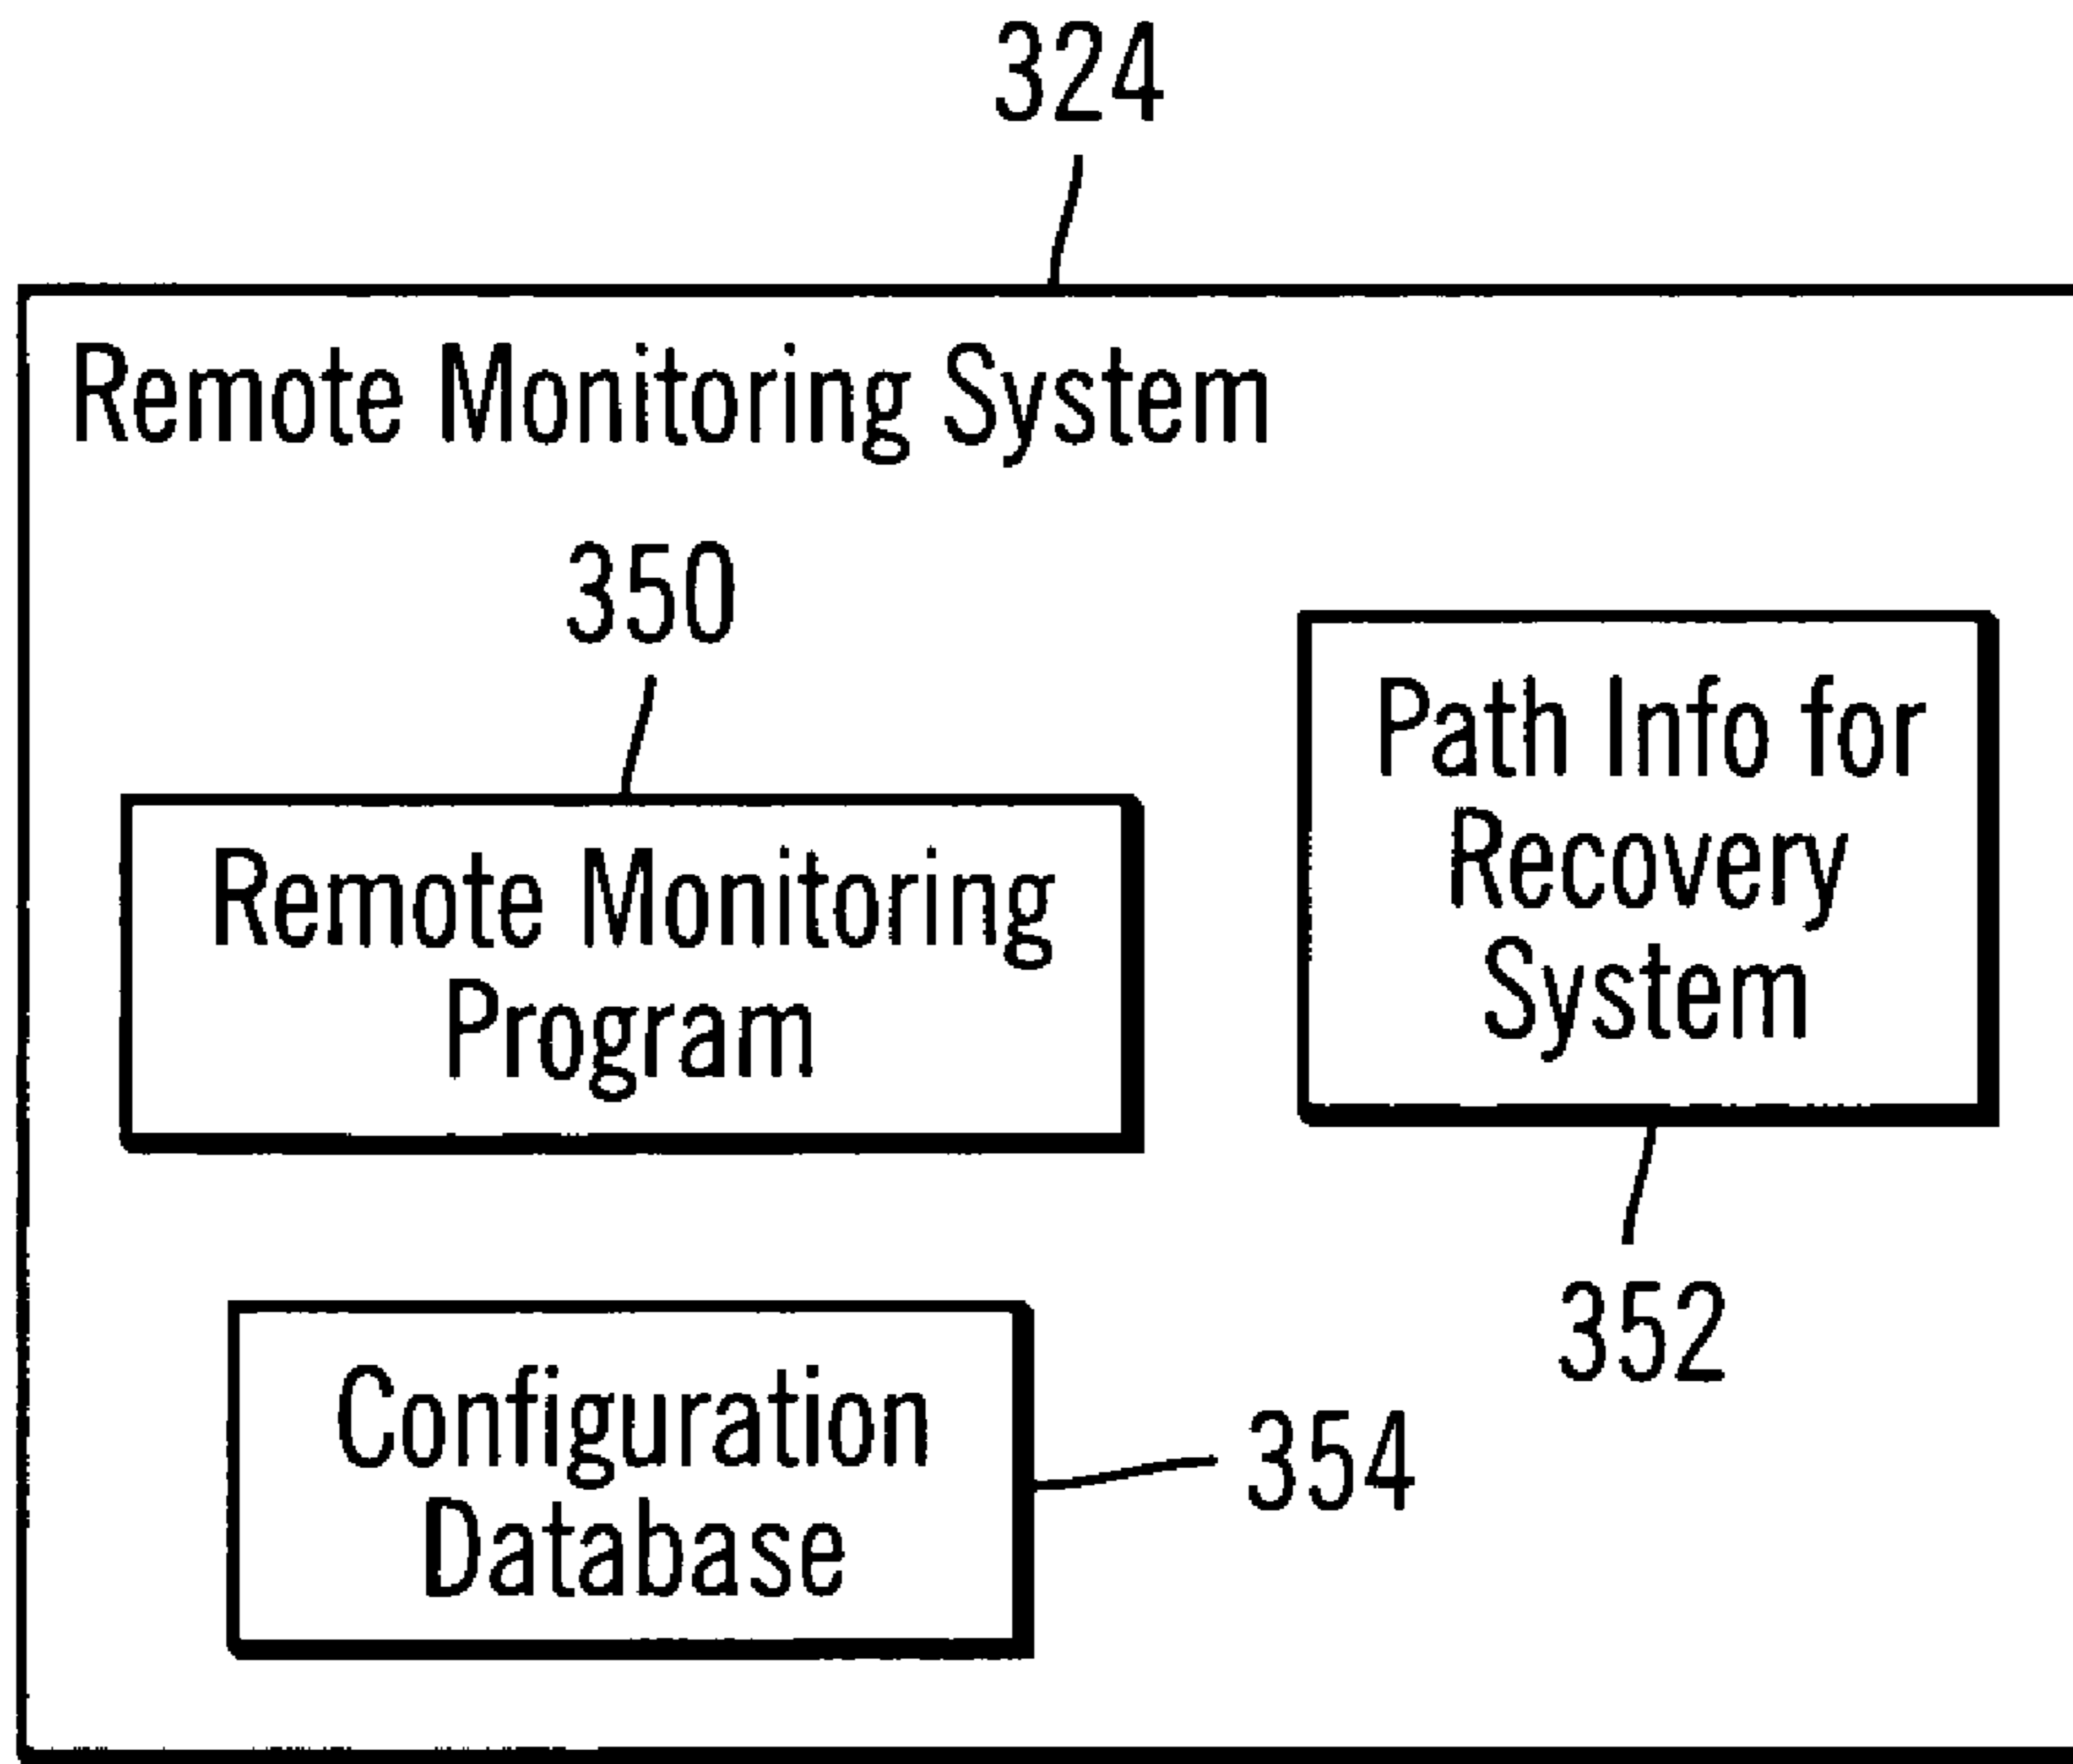 324
Remote Monitoring System
350
Remote Monitoring
Program
Path Info for
Recovery
System
352
Configuration
Database
354